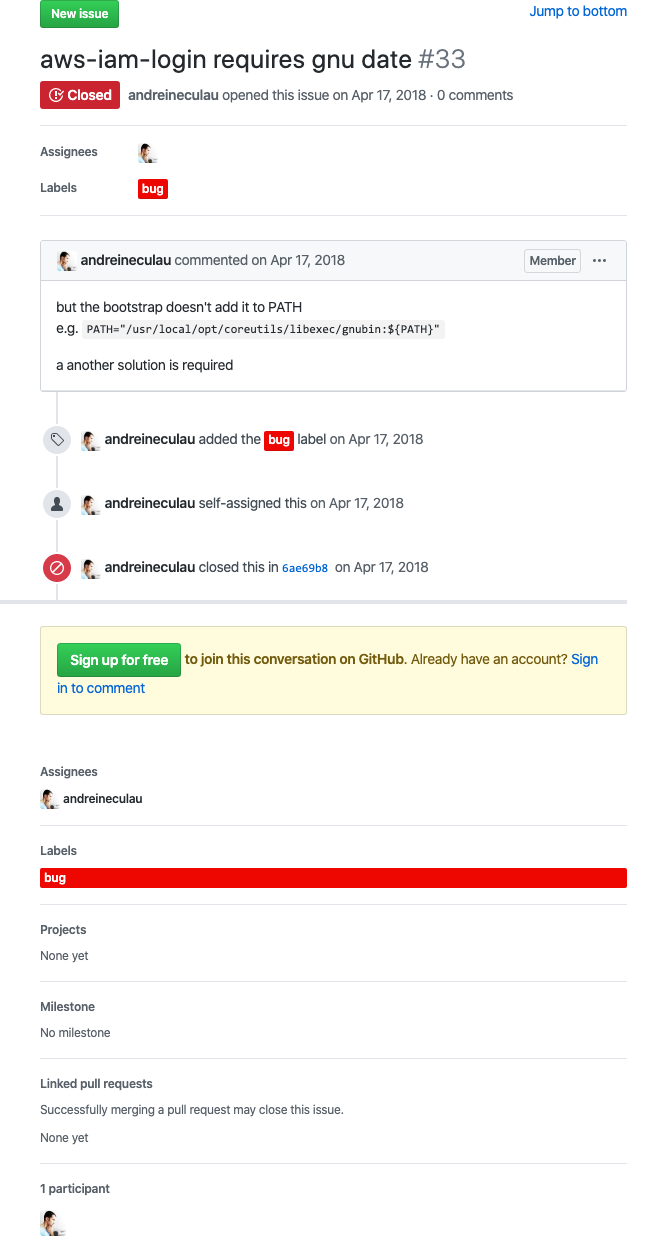 New issue
Jump to bottom
aws-iam-login requires gnu date #33
Closed andreineculau opened this issue on Apr 17, 2018 · 0 comments
Assignees
Labels bug
andreineculau commented on Apr 17, 2018 Member ...
but the bootstrap doesn't add it to PATH
e.g. PATH="/usr/local/opt/coreutils/libexec/gnubin:${PATH}"
a another solution is required
andreineculau added the bug label on Apr 17, 2018
andreineculau self-assigned this on Apr 17, 2018
andreineculau closed this in 6ae69b8 on Apr 17, 2018
Sign up for free to join this conversation on GitHub. Already have an account? Sign
in to comment
Assignees
andreineculau
Labels
bug
Projects
None yet
Milestone
No milestone
Linked pull requests
Successfully merging a pull request may close this issue.
None yet
1 participant